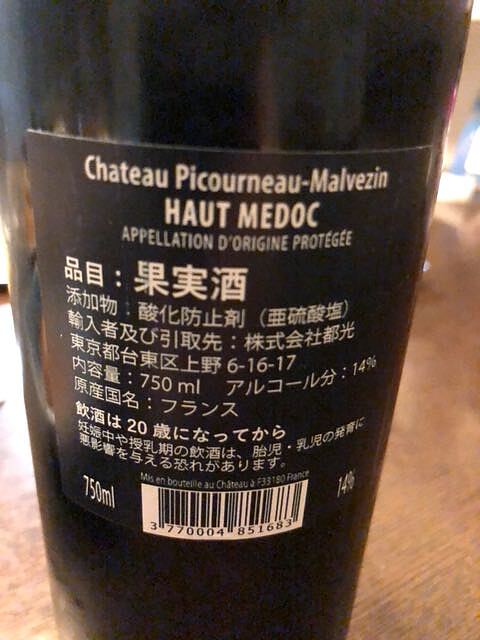 Chateau Picourneau-Malvezin
HAUT MEDOC
APPELLATION D'ORIGINE PROTÉGÉE
品目：果実酒
添加物：酸化防止剤（亜硫酸塩）
輸入者及び引取先：株式会社都光
東京都台東区上野6-16-17
内容量：750 ml アルコール分：14%
原産国名：フランス
飲酒は20歳になってから
妊娠中や授乳期の飲酒は、胎児・乳児の発育に
悪影響を与える恐れがあります。
Mis en bouteille au Château à F33180 France
750ml
14%
3 770004 851683